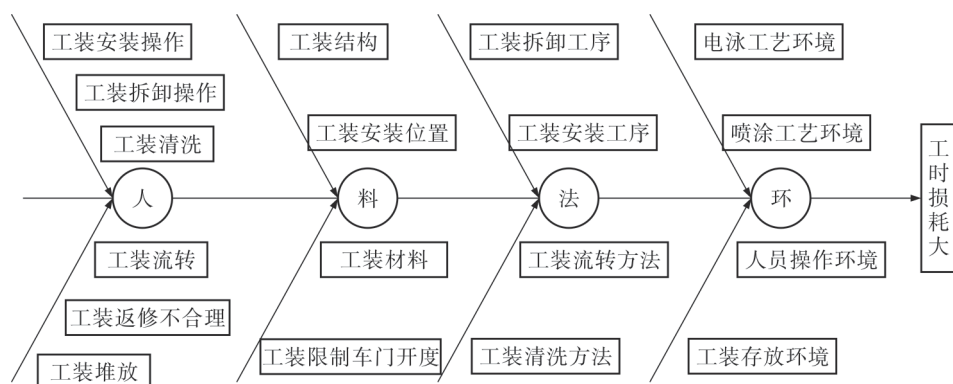 工装安装操作
工装拆卸操作
工装清洗
人
工装流转
工装返修不合理
工装堆放
工装结构
工装安装位置
料
工装材料
工装限制车门开度
工装拆卸工序
工装安装工序
法
工装流转方法
工装清洗方法
电泳工艺环境
喷涂工艺环境
环
人员操作环境
工装存放环境
工时损耗大